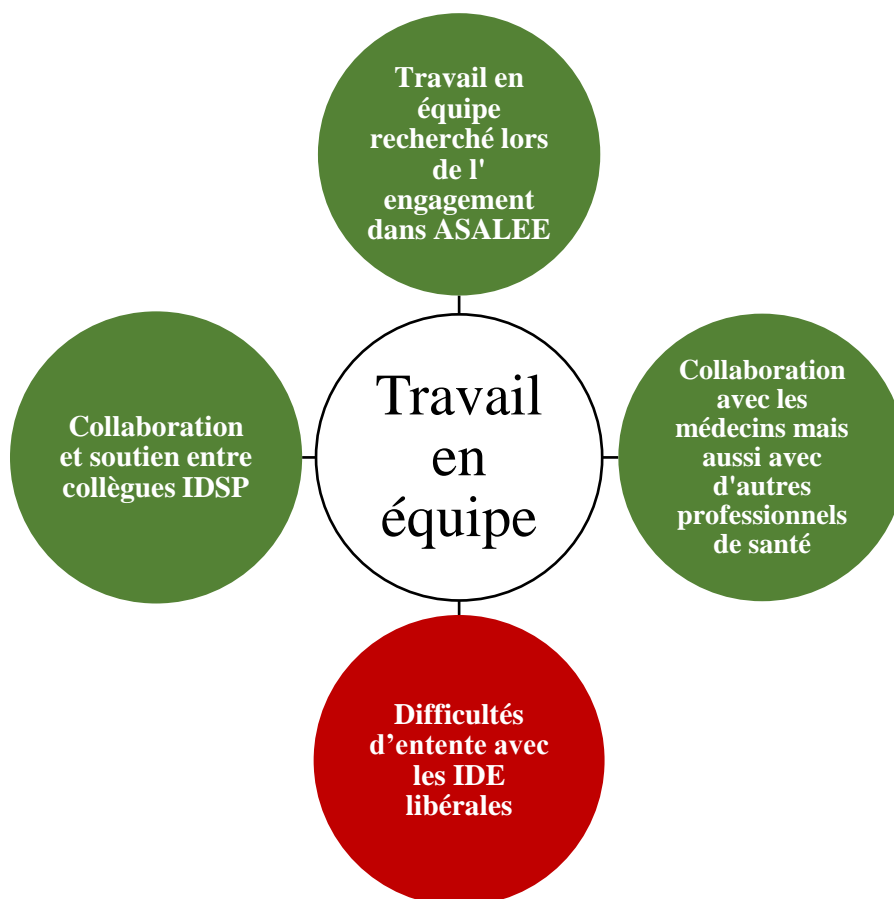 Travail en
équipe
recherché lors
de l'
engagement
dans ASALEE
Collaboration
et soutien entre
collègues IDSP
Travail
en
équipe
Collaboration
avec les
médecins mais
aussi avec
d'autres
professionnels
de santé
Difficultés
d’entente avec
les IDE
libérales